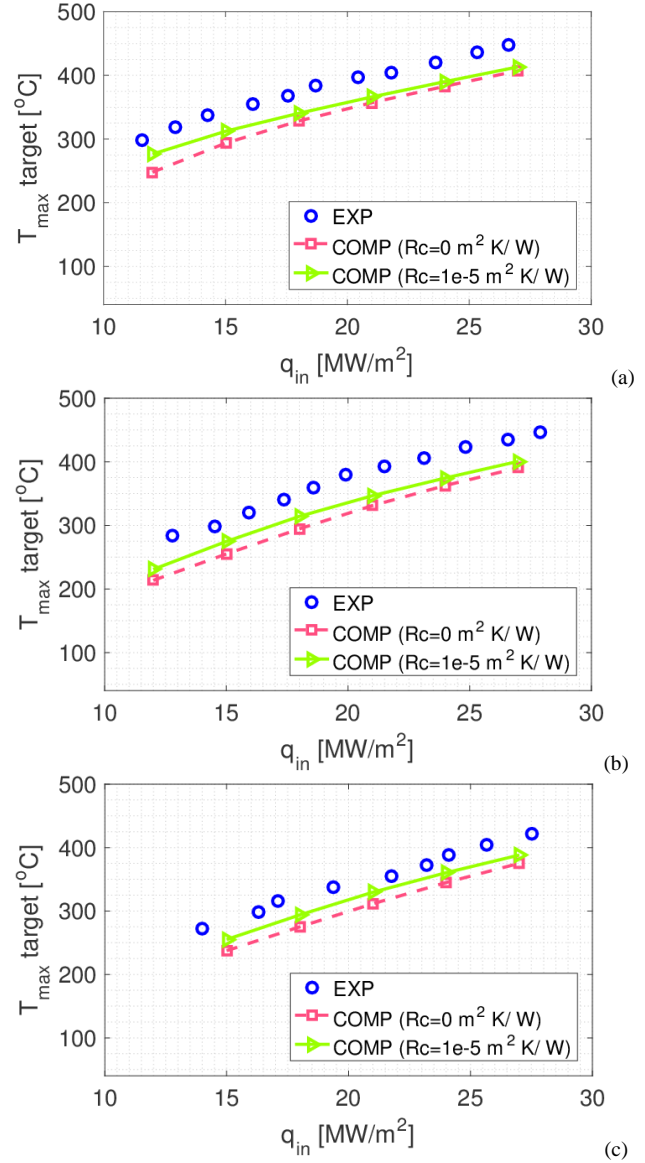 500
400
300
200
100
T_max target [°C]
EXP
COMP (Rc=0 m² K/ W)
COMP (Rc=1e-5 m² K/ W)
10 15 20 25 30
q_in [MW/m²]
(a)
500
400
300
200
100
T_max target [°C]
EXP
COMP (Rc=0 m² K/ W)
COMP (Rc=1e-5 m² K/ W)
10 15 20 25 30
q_in [MW/m²]
(b)
500
400
300
200
100
T_max target [°C]
EXP
COMP (Rc=0 m² K/ W)
COMP (Rc=1e-5 m² K/ W)
10 15 20 25 30
q_in [MW/m²]
(c)